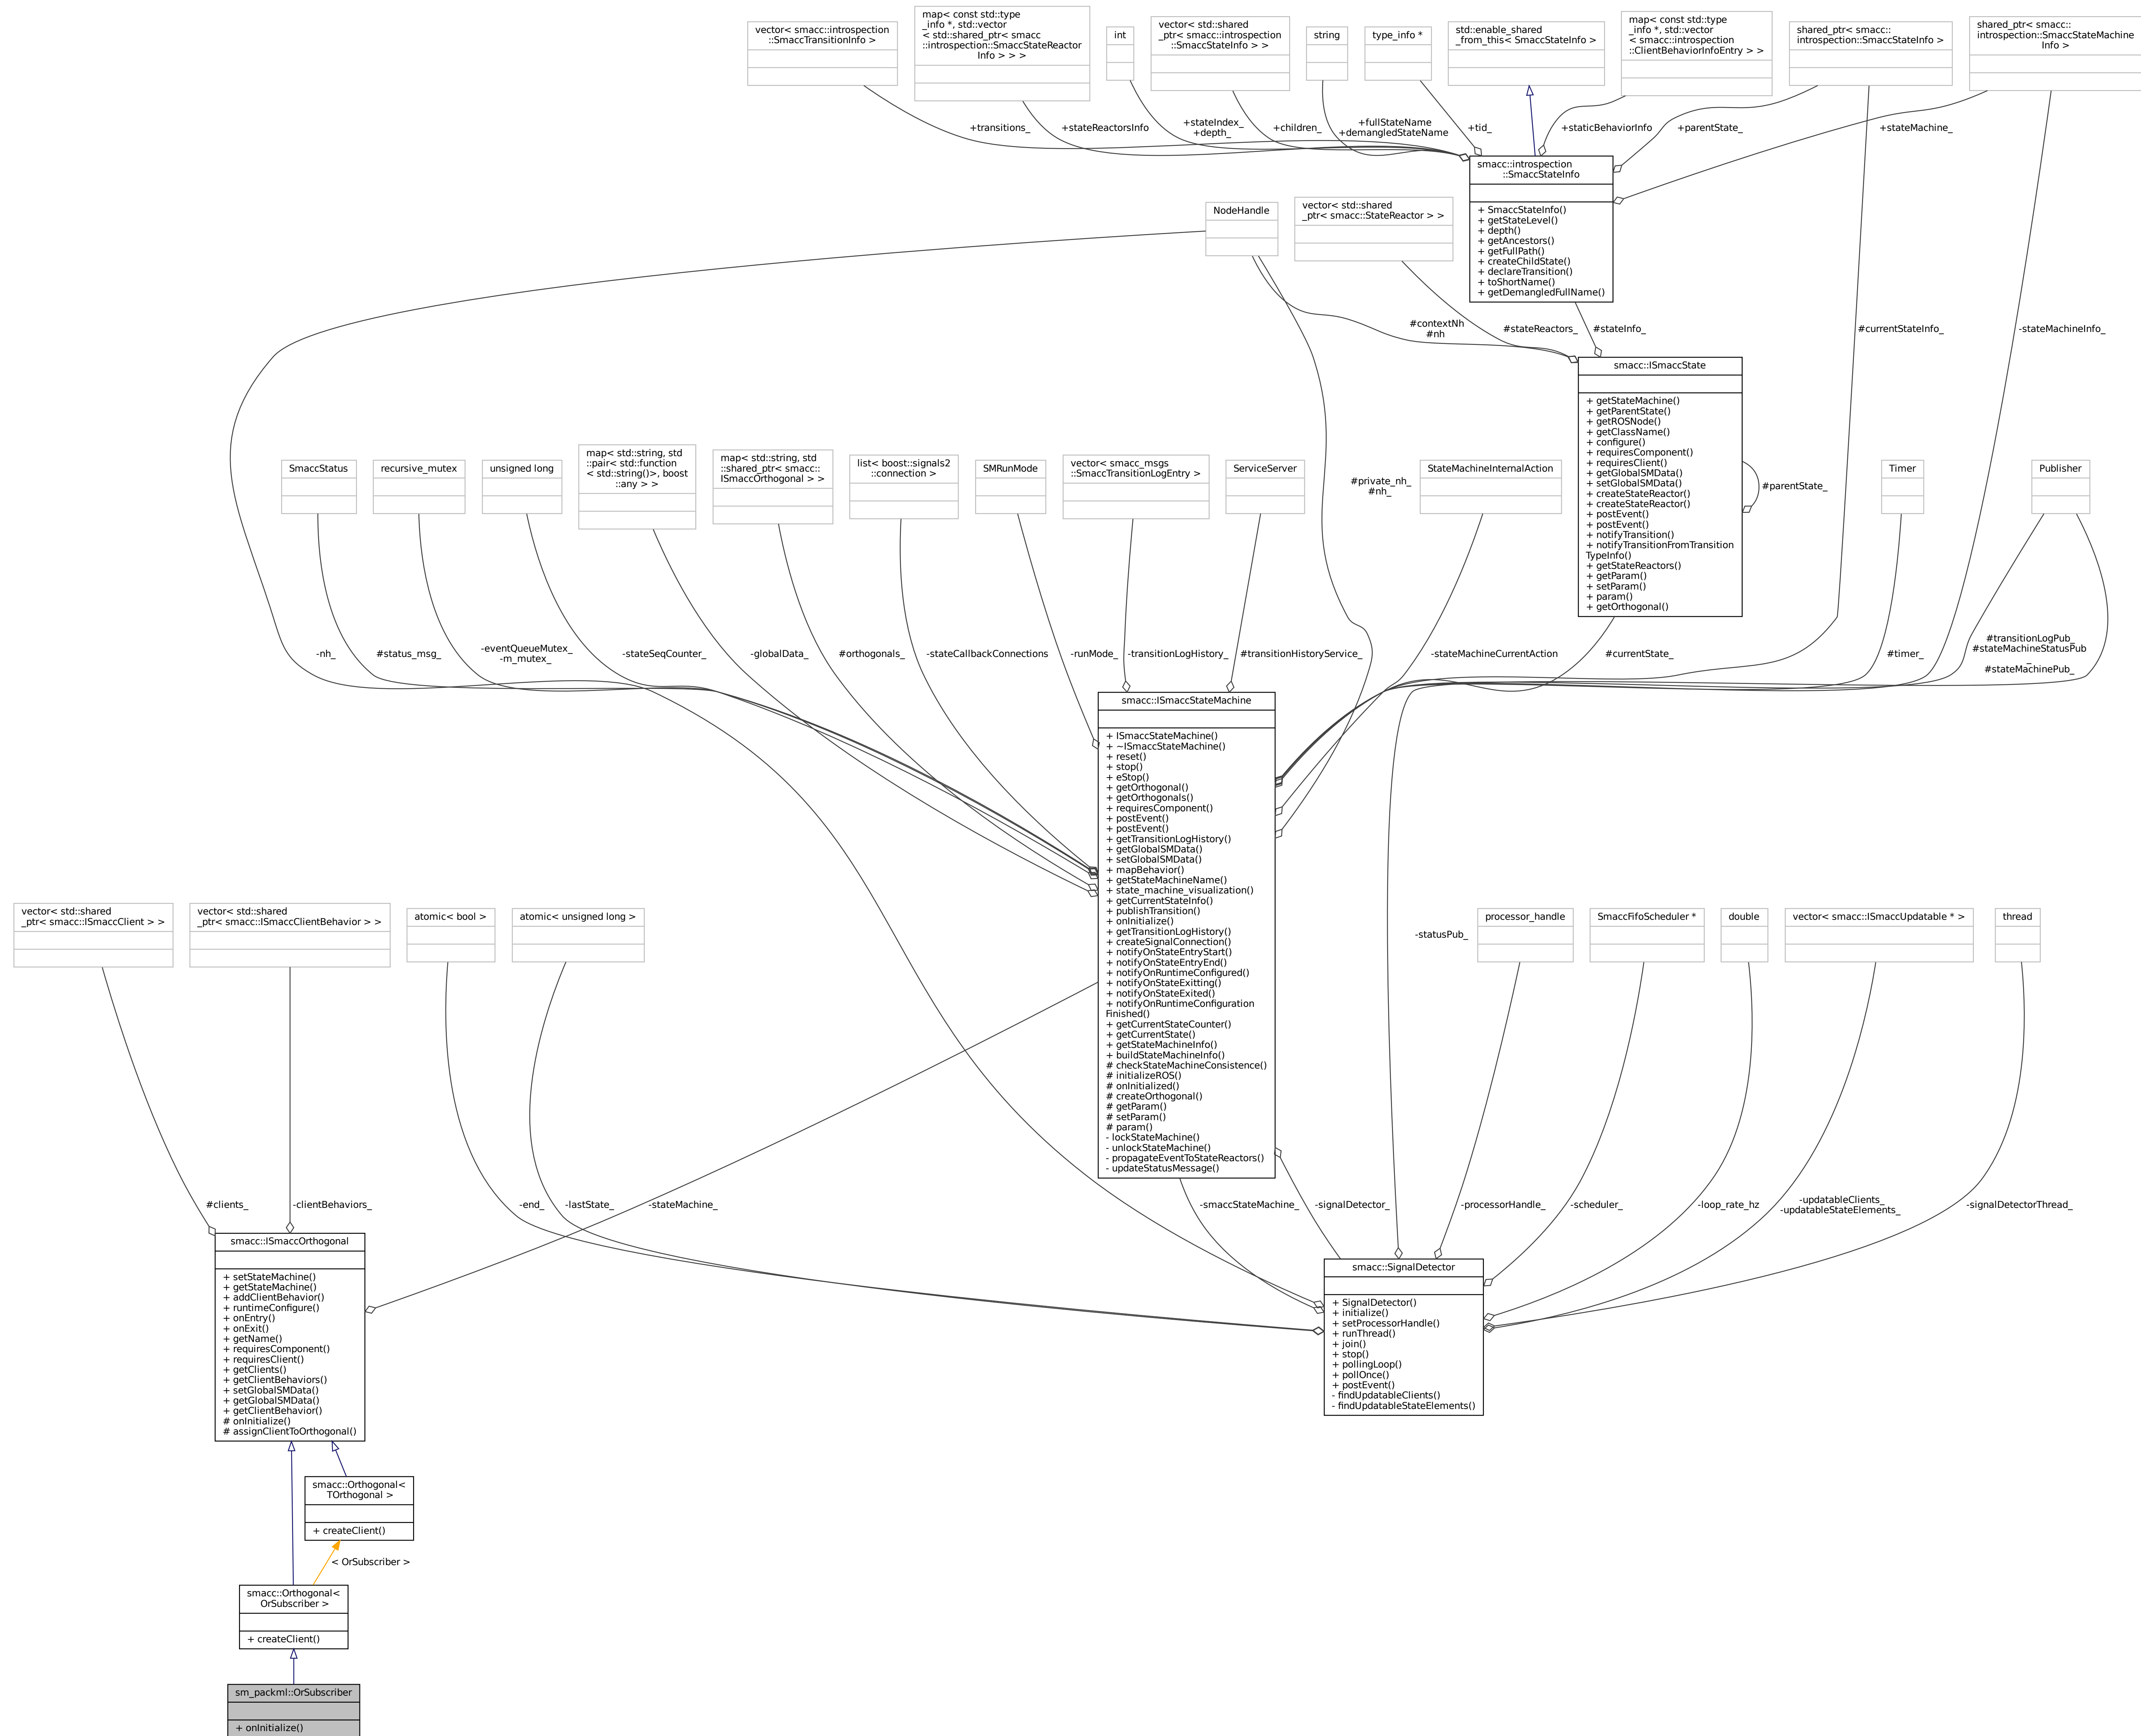 vector< smacc::introspection
::SmaccTransitionInfo >
map< const std::type
_info *, std::vector
< std::shared_ptr< smacc
::introspection::SmaccStateReactor
Info > > >
int
vector< std::shared
_ptr< smacc::introspection
::SmaccStateInfo > >
string
type_info *
std::enable_shared
_from_this< SmaccStateInfo >
map< const std::type
_info *, std::vector
< smacc::introspection
::ClientBehaviorInfoEntry > >
shared_ptr< smacc::
introspection::SmaccStateInfo >
shared_ptr< smacc::
introspection::SmaccStateMachine
Info >
+transitions_
+stateReactorsInfo
+stateIndex_
+depth_
+children_
+fullStateName
+demangledStateName
+tid_
+staticBehaviorInfo
+parentState_
+stateMachine_
smacc::introspection
::SmaccStateInfo
+ SmaccStateInfo()
+ getStateLevel()
+ depth()
+ getAncestors()
+ getFullPath()
+ createChildState()
+ declareTransition()
+ toShortName()
+ getDemangledFullName()
NodeHandle
vector< std::shared
_ptr< smacc::StateReactor > >
#contextNh
#nh
#stateReactors_
#stateInfo_
#currentStateInfo_
-stateMachineInfo_
smacc::ISmaccState
+ getStateMachine()
+ getParentState()
+ getROSNode()
+ getClassName()
+ configure()
+ requiresComponent()
+ requiresClient()
+ getGlobalSMData()
+ setGlobalSMData()
+ createStateReactor()
+ createStateReactor()
+ postEvent()
+ postEvent()
+ notifyTransition()
+ notifyTransitionFromTransition
TypeInfo()
+ getStateReactors()
+ getParam()
+ setParam()
+ param()
+ getOrthogonal()
#parentState_
SmaccStatus
recursive_mutex
unsigned long
map< std::string, std
::pair< std::function
< std::string()>, boost
::any > >
map< std::string, std
::shared_ptr< smacc::
ISmaccOrthogonal > >
list< boost::signals2
::connection >
SMRunMode
vector< smacc_msgs
::SmaccTransitionLogEntry >
ServiceServer
#private_nh_
#nh_
StateMachineInternalAction
Timer
Publisher
-nh_
#status_msg_
-eventQueueMutex_
-m_mutex_
-stateSeqCounter_
-globalData_
#orthogonals_
-stateCallbackConnections
-runMode_
-transitionLogHistory_
#transitionHistoryService_
-stateMachineCurrentAction
#currentState_
#timer_
#transitionLogPub_
#stateMachineStatusPub
_
#stateMachinePub_
smacc::ISmaccStateMachine
+ ISmaccStateMachine()
+ ~ISmaccStateMachine()
+ reset()
+ stop()
+ eStop()
+ getOrthogonal()
+ getOrthogonals()
+ requiresComponent()
+ postEvent()
+ postEvent()
+ getTransitionLogHistory()
+ getGlobalSMData()
+ setGlobalSMData()
+ mapBehavior()
+ getStateMachineName()
+ state_machine_visualization()
+ getCurrentStateInfo()
+ publishTransition()
+ onInitialize()
+ getTransitionLogHistory()
+ createSignalConnection()
+ notifyOnStateEntryStart()
+ notifyOnStateEntryEnd()
+ notifyOnRuntimeConfigured()
+ notifyOnStateExitting()
+ notifyOnStateExited()
+ notifyOnRuntimeConfiguration
Finished()
+ getCurrentStateCounter()
+ getCurrentState()
+ getStateMachineInfo()
+ buildStateMachineInfo()
# checkStateMachineConsistence()
# initializeROS()
# onInitialized()
# createOrthogonal()
# getParam()
# setParam()
# param()
- lockStateMachine()
- unlockStateMachine()
- propagateEventToStateReactors()
- updateStatusMessage()
vector< std::shared
_ptr< smacc::ISmaccClient > >
vector< std::shared
_ptr< smacc::ISmaccClientBehavior > >
atomic< bool >
atomic< unsigned long >
-statusPub_
processor_handle
SmaccFifoScheduler *
double
vector< smacc::ISmaccUpdatable * >
thread
#clients_
-clientBehaviors_
-end_
-lastState_
-stateMachine_
-smaccStateMachine_
-signalDetector_
-processorHandle_
-scheduler_
-loop_rate_hz
-updatableClients_
-updatableStateElements_
-signalDetectorThread_
smacc::ISmaccOrthogonal
+ setStateMachine()
+ getStateMachine()
+ addClientBehavior()
+ runtimeConfigure()
+ onEntry()
+ onExit()
+ getName()
+ requiresComponent()
+ requiresClient()
+ getClients()
+ getClientBehaviors()
+ setGlobalSMData()
+ getGlobalSMData()
+ getClientBehavior()
# onInitialize()
# assignClientToOrthogonal()
smacc::SignalDetector
+ SignalDetector()
+ initialize()
+ setProcessorHandle()
+ runThread()
+ join()
+ stop()
+ pollingLoop()
+ pollOnce()
+ postEvent()
- findUpdatableClients()
- findUpdatableStateElements()
smacc::Orthogonal<
TOrthogonal >
+ createClient()
< OrSubscriber >
smacc::Orthogonal<
OrSubscriber >
+ createClient()
sm_packml::OrSubscriber
+ onInitialize()